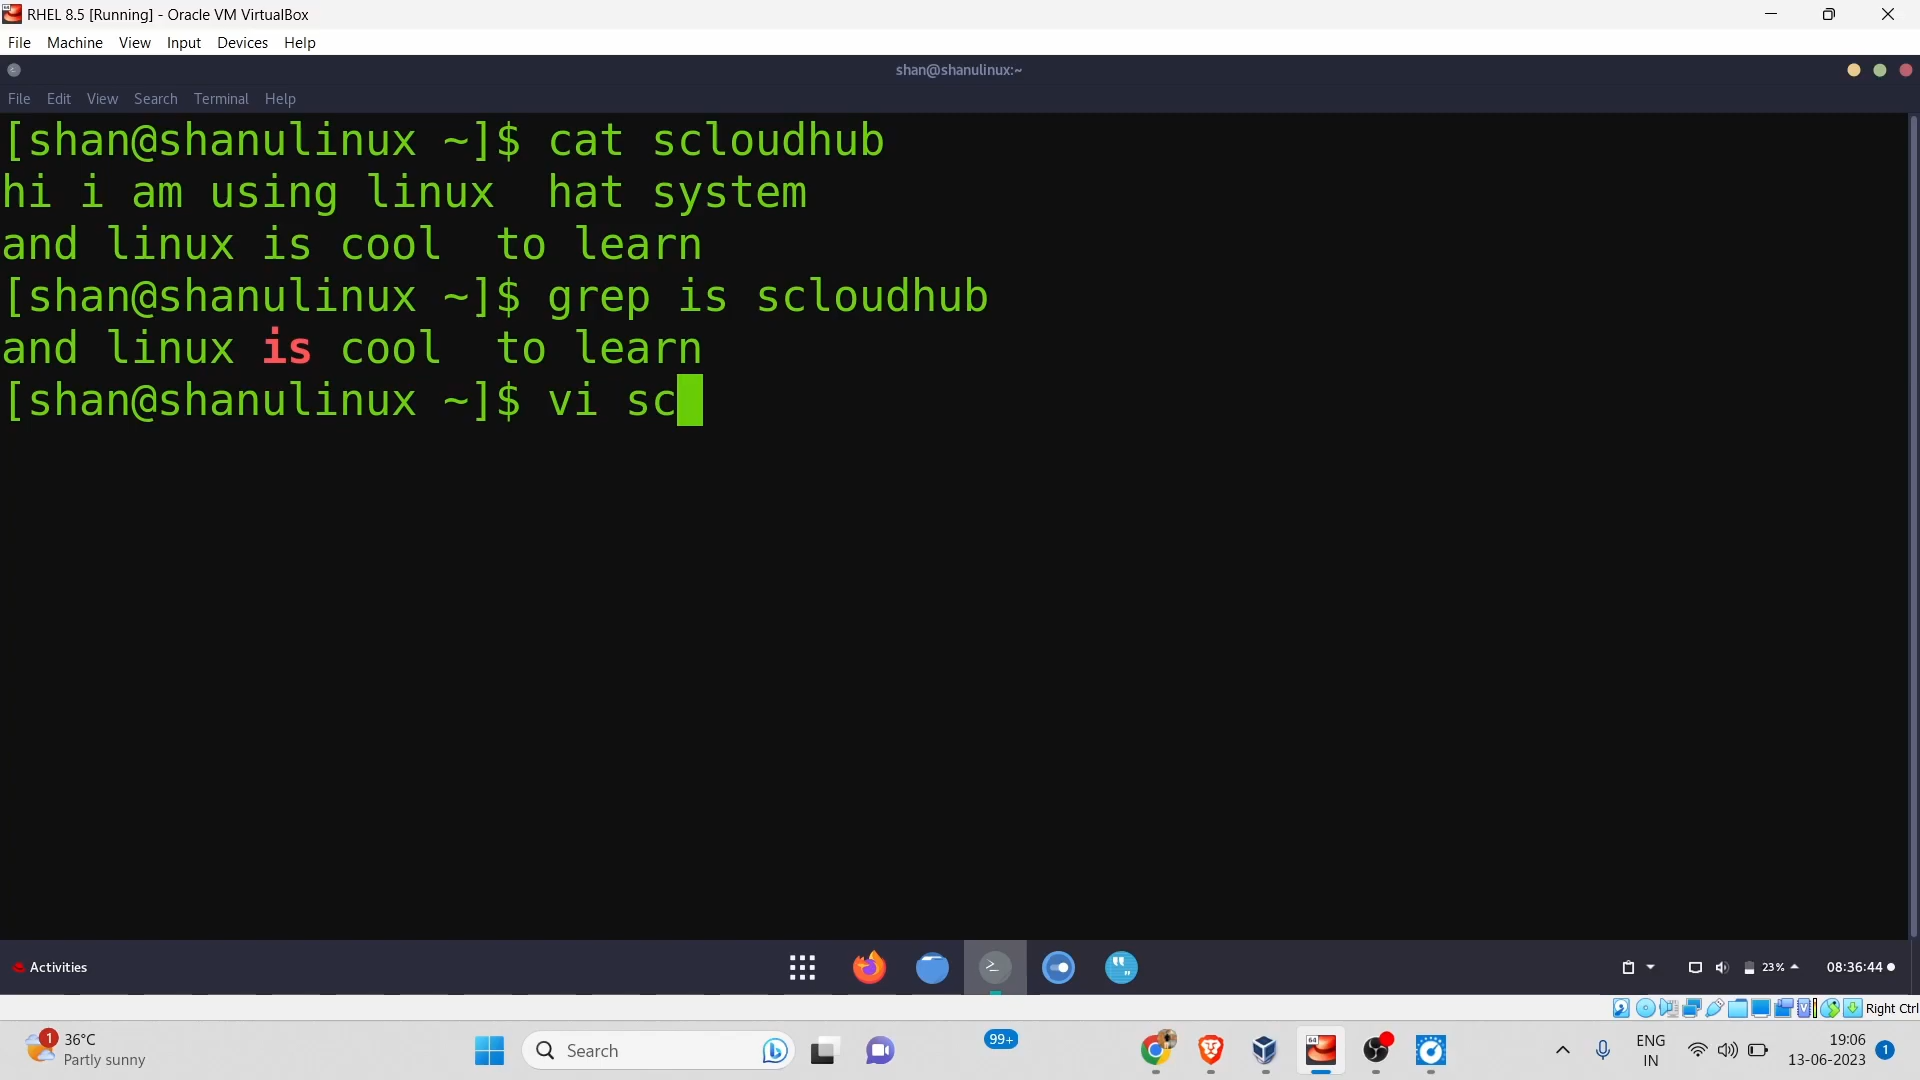 RHEL 8.5 [Running] - Oracle VM VirtualBox
File Machine View Input Devices Help
shan@shanulinux:~
File Edit View Search Terminal Help
[shan@shanulinux ~]$ cat scloudhub
hi i am using linux  hat system
and linux is cool  to learn
[shan@shanulinux ~]$ grep is scloudhub
and linux is cool  to learn
[shan@shanulinux ~]$ vi sc
Activities
23%
08:36:44
Right Ctrl
1
36°C
Partly sunny
Search
99+
64
ENG
IN
19:06
13-06-2023
1